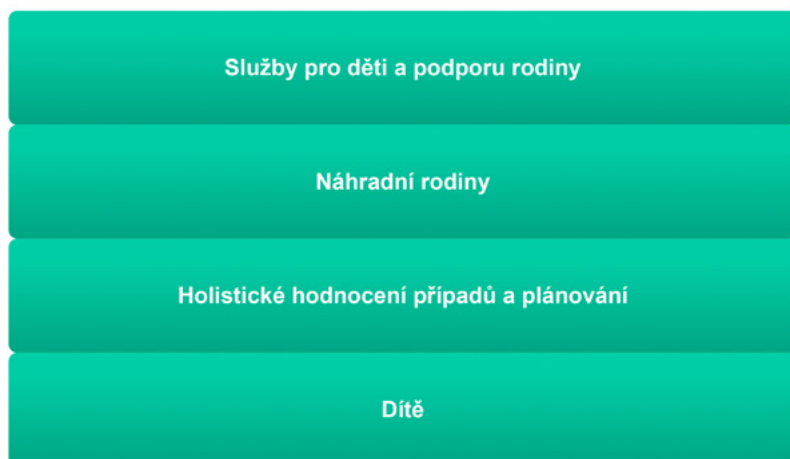 Služby pro děti a podporu rodiny
Náhradní rodiny
Holistické hodnocení případů a plánování
Dítě